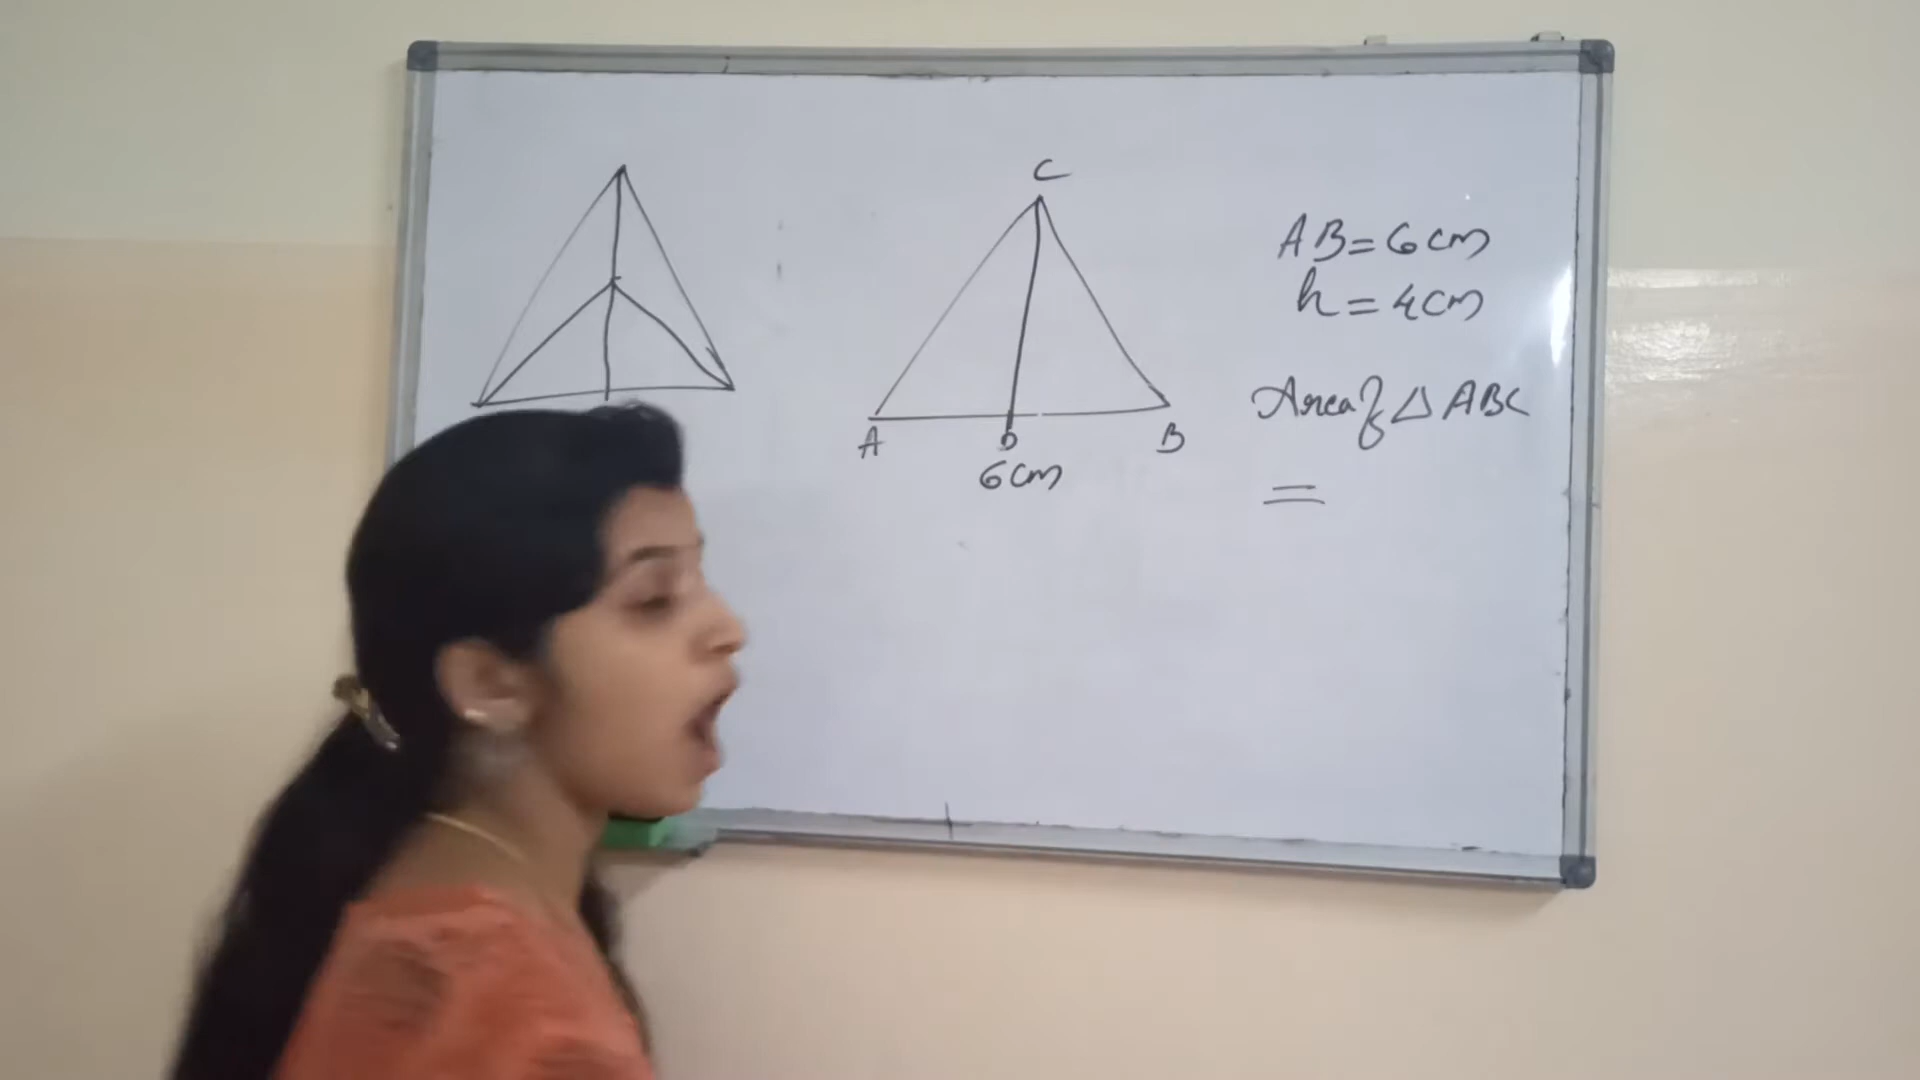 C
A D B
6cm
AB=6cm
h=4cm
Area of △ ABC
=